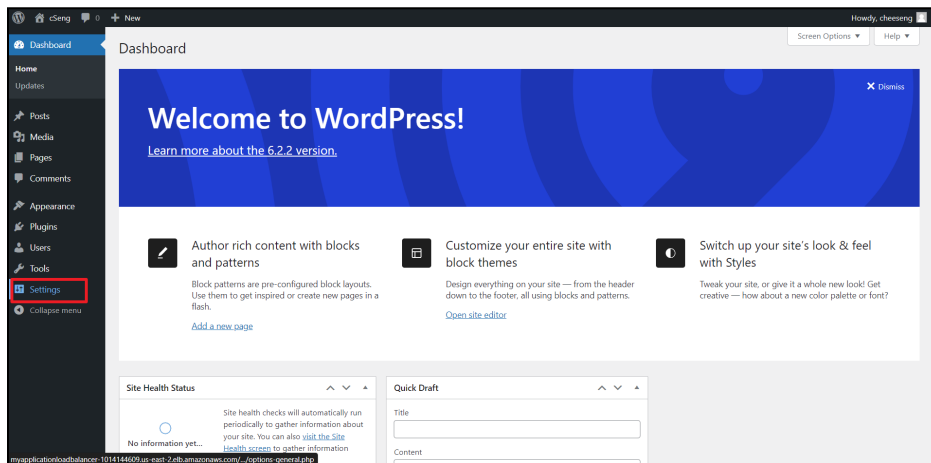 cSeng 0 + New Howdy, cheeseng
Dashboard
Home
Updates
Posts
Media
Pages
Comments
Appearance
Plugins
Users
Tools
Settings
Collapse menu
Screen Options ▼ Help ▼
Dashboard
Dismiss
Welcome to WordPress!
Learn more about the 6.2.2 version.
Author rich content with blocks
and patterns
Block patterns are pre-configured block layouts.
Use them to get inspired or create new pages in a
flash.
Add a new page
Customize your entire site with
block themes
Design everything on your site — from the header
down to the footer, all using blocks and patterns.
Open site editor
Switch up your site's look & feel
with Styles
Tweak your site, or give it a whole new look! Get
creative — how about a new color palette or font?
Site Health Status
No information yet...
Site health checks will automatically run
periodically to gather information about
your site. You can also visit the Site
Health screen to gather information
Quick Draft
Title
Content
myapplicationloadbalancer-1014144609.us-east-2.elb.amazonaws.com/.../options-general.php